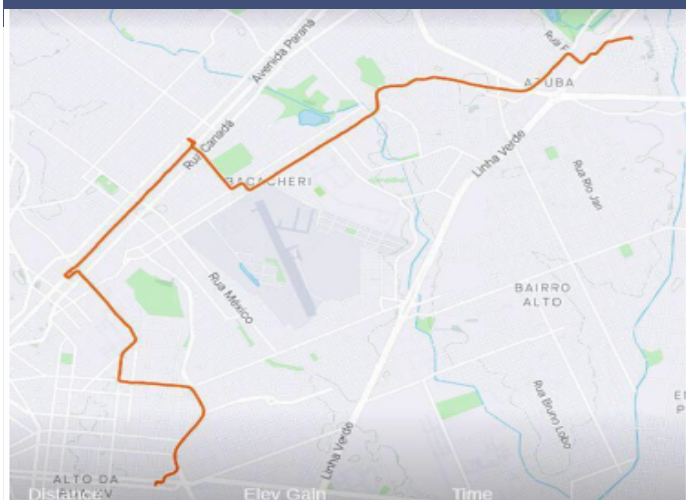 Avenida Paraná
Rua F
ATUBA
Rua Canadá
Linha Verde
BACACHERI
Rua Rio Jari
Rua México
BAIRRO
ALTO
Rua Bruno Lobo
Linha Verde
ALTO DA
Distance
Elev Gain
Time